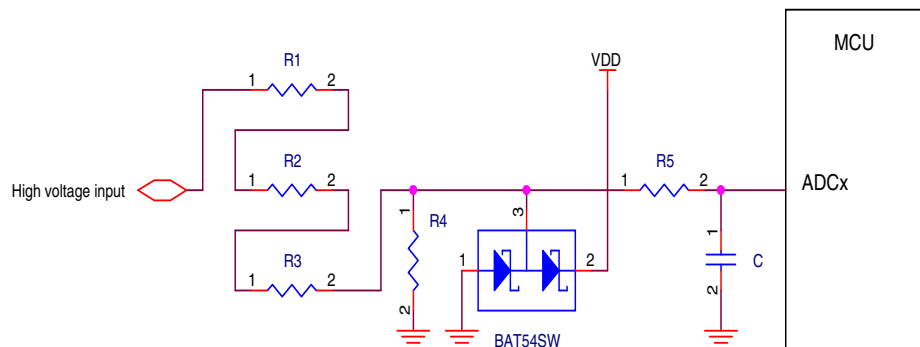 MCU
R1
1 2
VDD
R2
1 2
High voltage input
R5
1 2
ADCx
1
R4
2
3
1 2
BAT54SW
R3
1 2
1
C
2